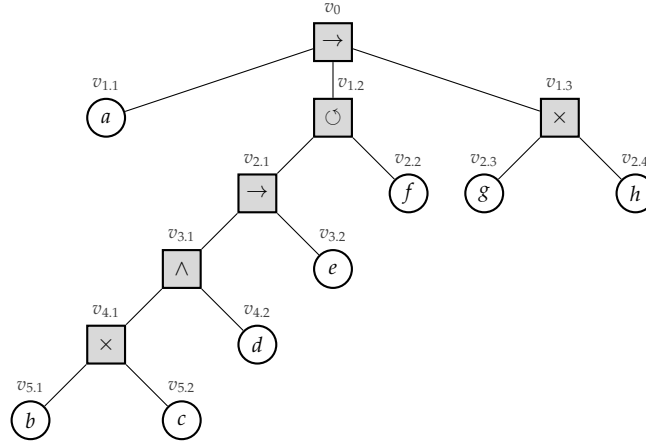 v0
→
v1.1
v1.2
v1.3
a
↺
×
v2.1
v2.2
v2.3
v2.4
→
f
g
h
v3.1
v3.2
∧
e
v4.1
v4.2
×
d
v5.1
v5.2
b
c